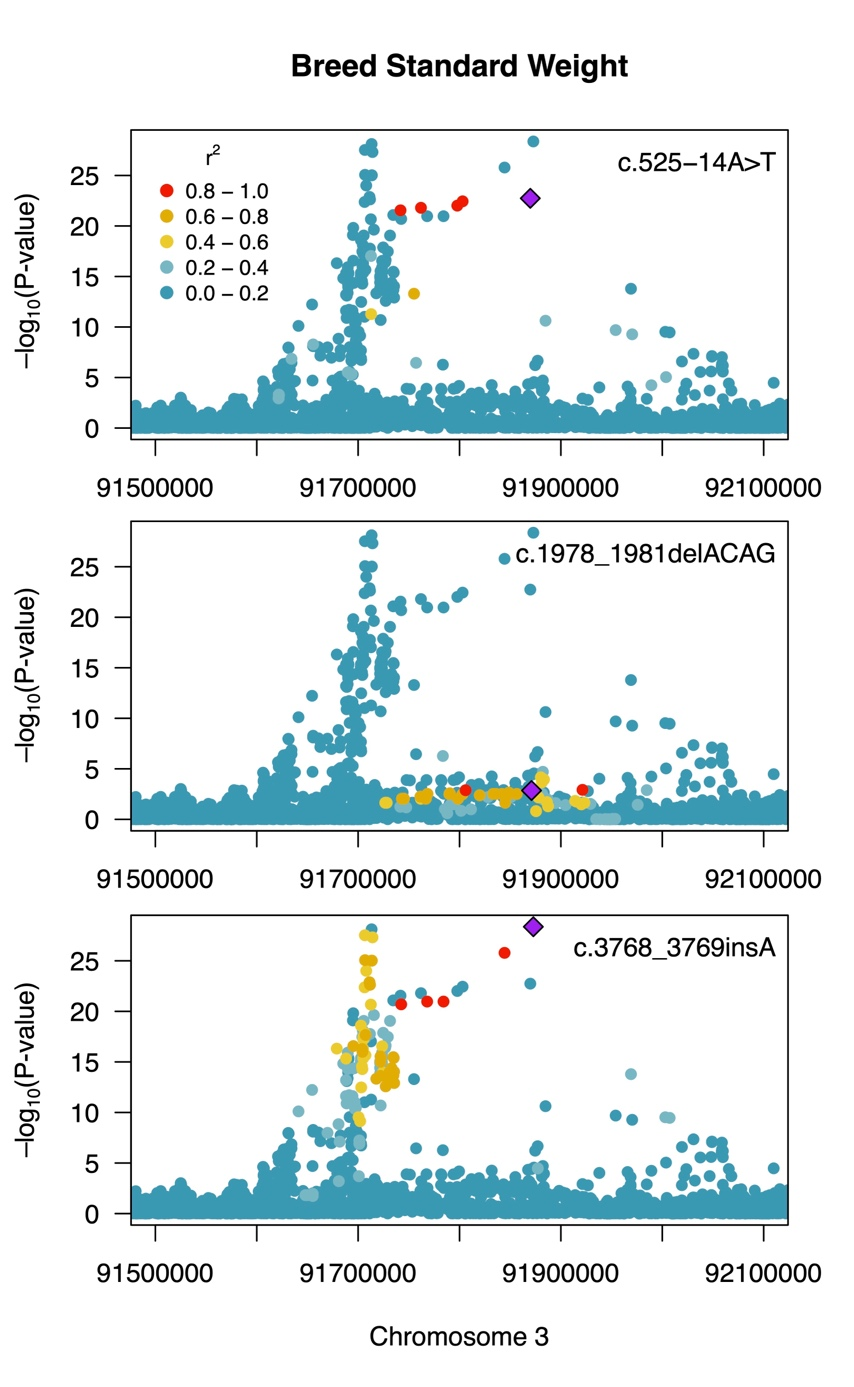 Breed Standard Weight
c.525−14A>T
r2
0.8 − 1.0
0.6 − 0.8
0.4 − 0.6
0.2 − 0.4
0.0 − 0.2
−log10(P-value)
25
20
15
10
5
0
91500000 91700000 91900000 92100000
c.1978_1981delACAG
−log10(P-value)
25
20
15
10
5
0
91500000 91700000 91900000 92100000
c.3768_3769insA
−log10(P-value)
25
20
15
10
5
0
91500000 91700000 91900000 92100000
Chromosome 3